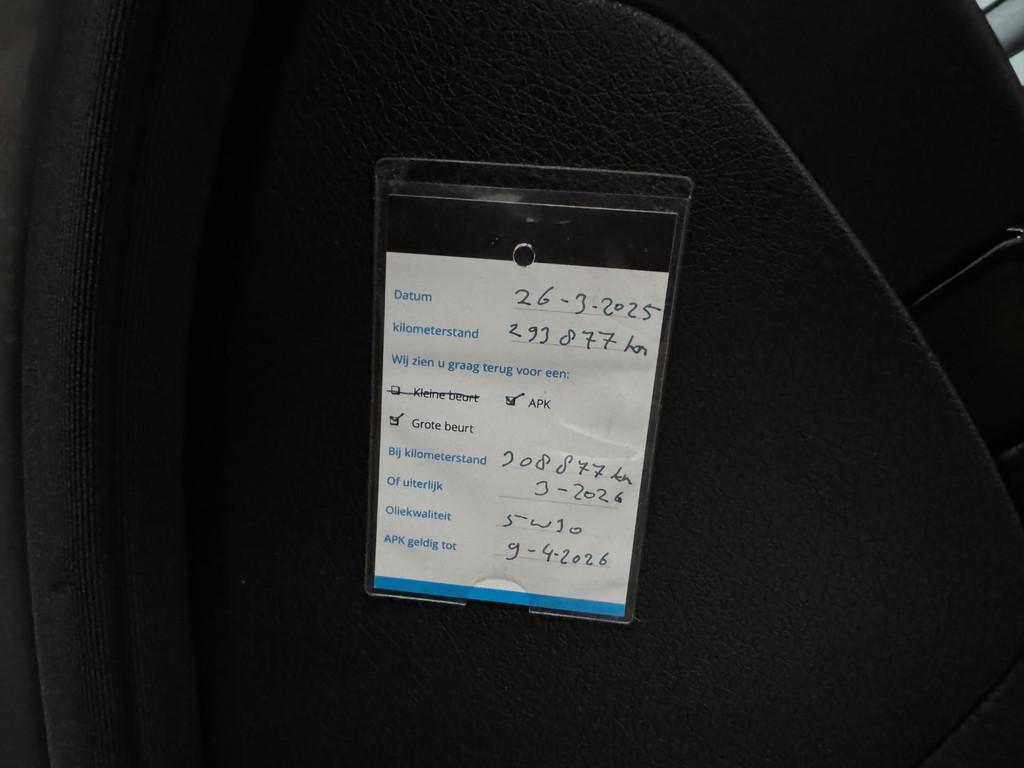 Datum 26-3-2025
kilometerstand 293877 km
Wij zien u graag terug voor een:
Kleine beurt APK
Grote beurt
Bij kilometerstand 308877 km
Of uiterlijk 3-2026
Oliekwaliteit 5w30
APK geldig tot 9-4-2026